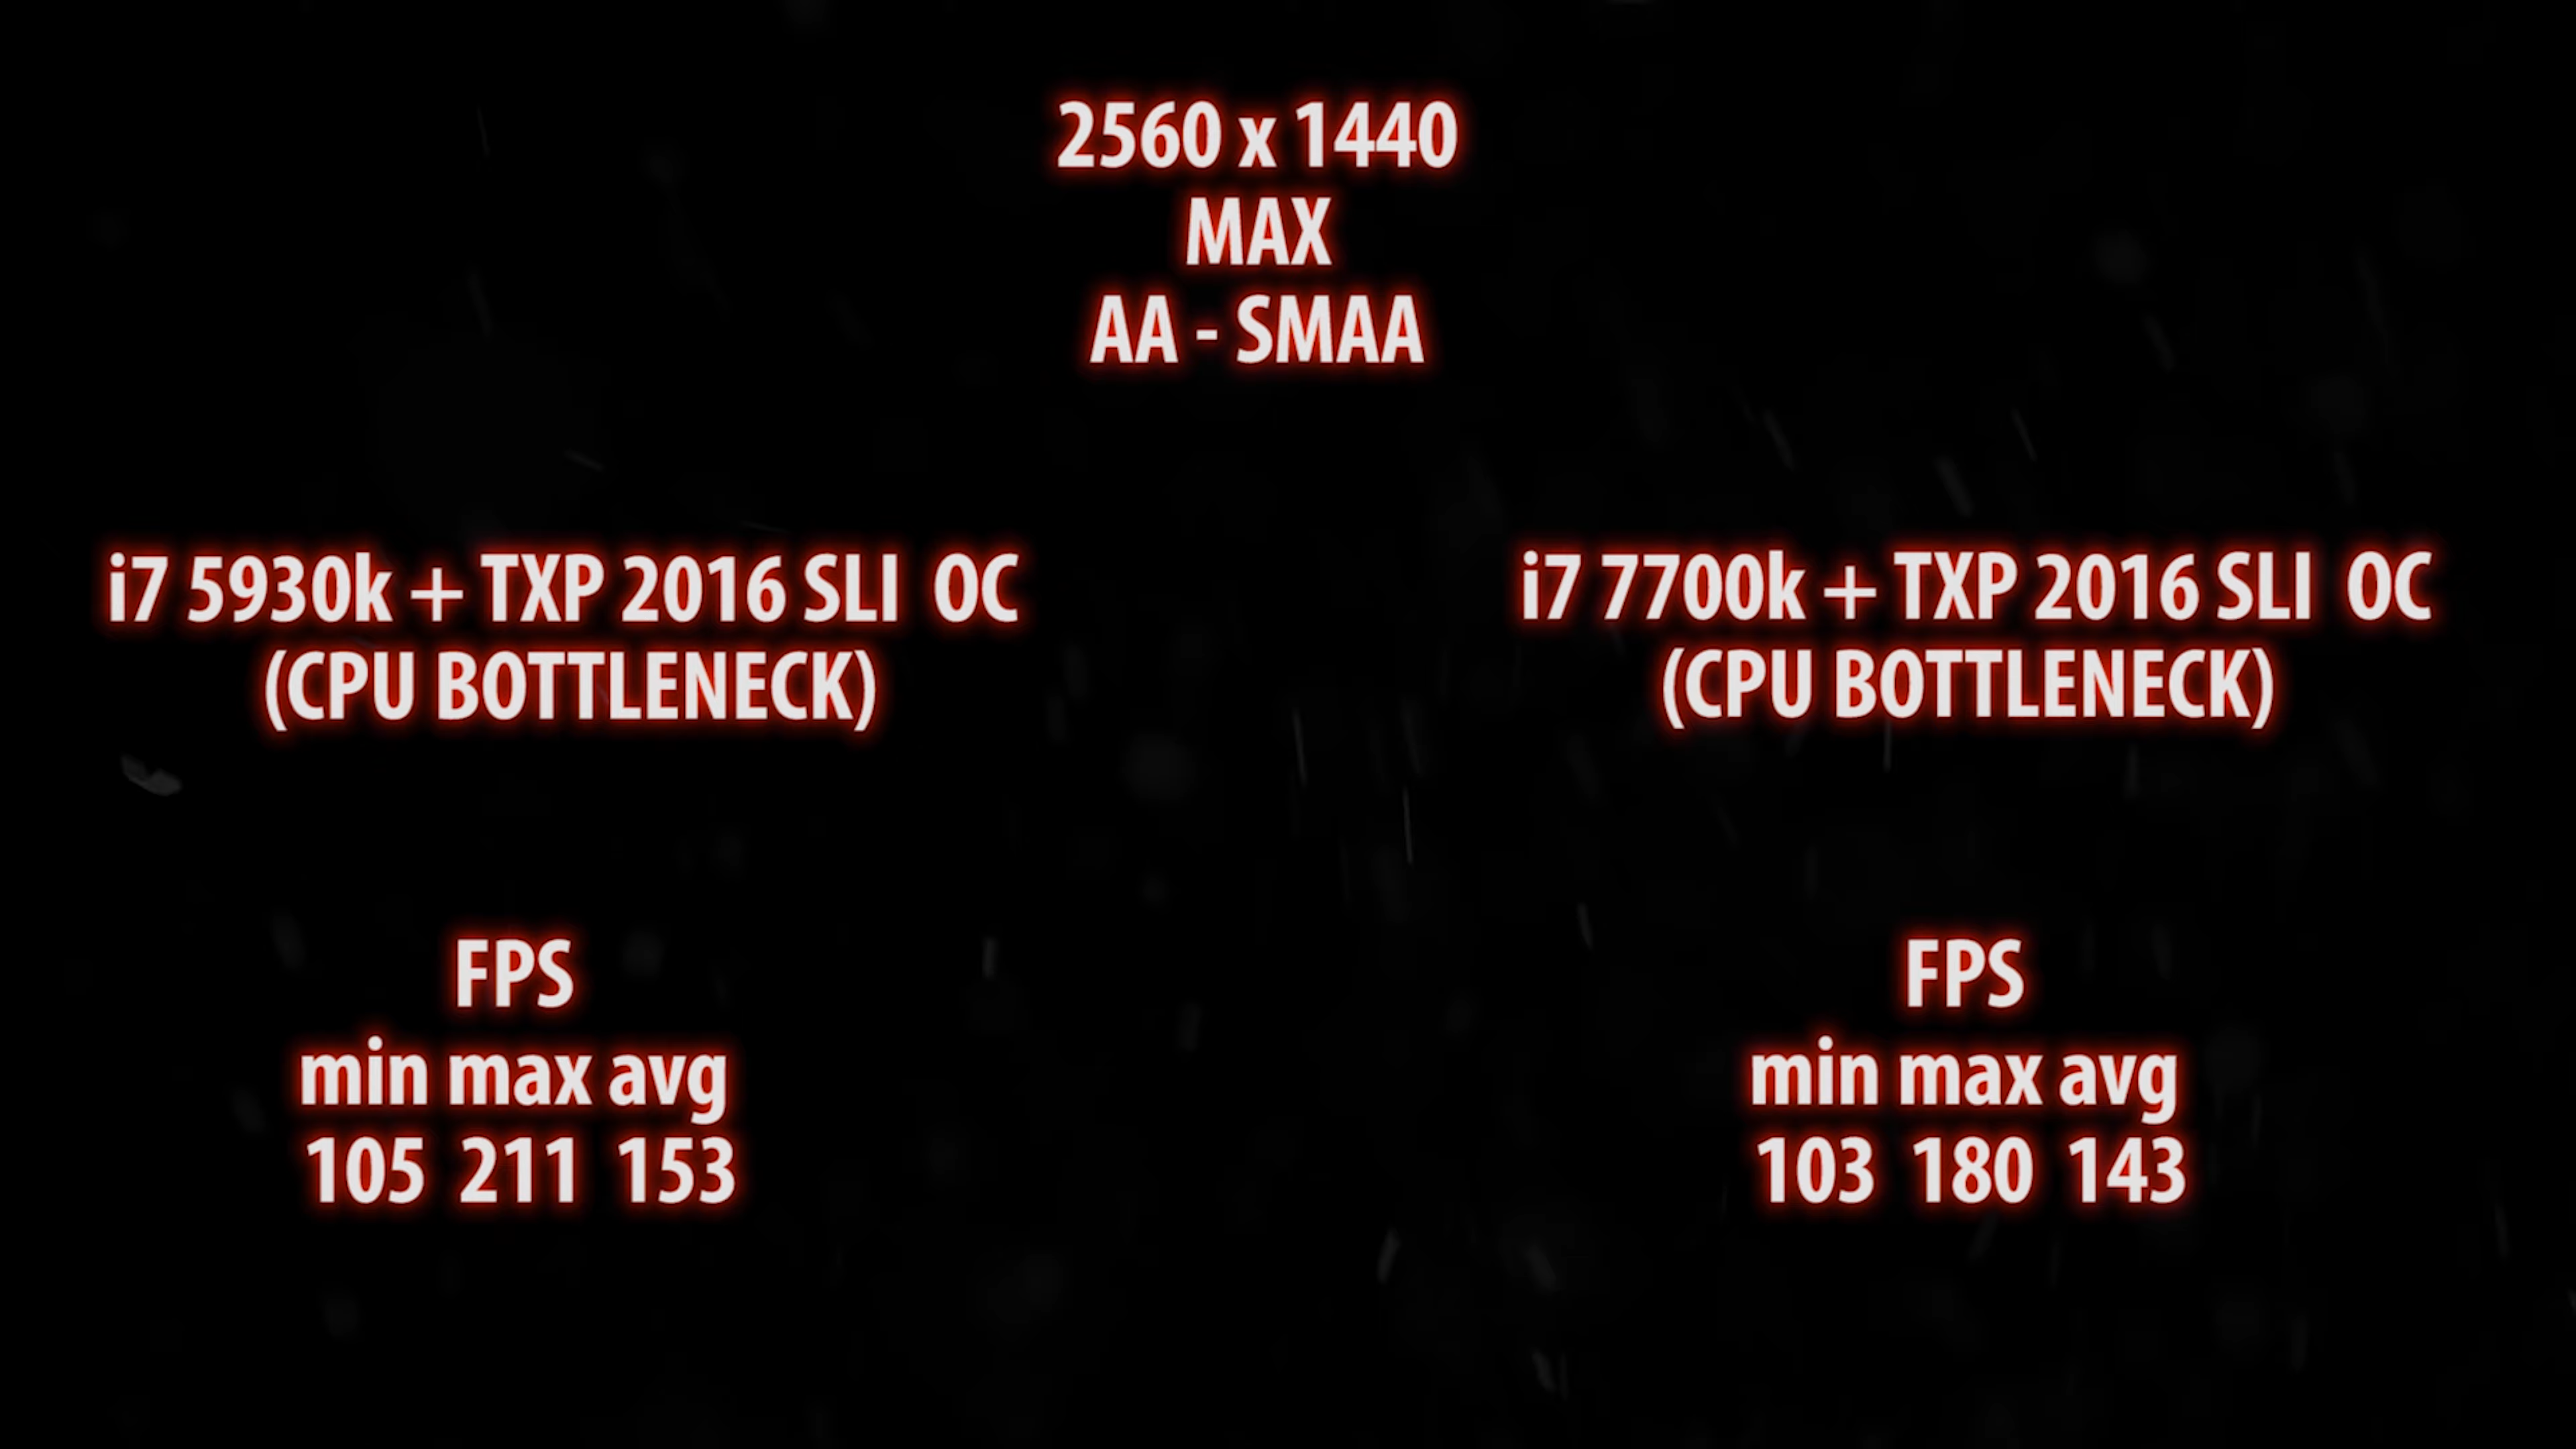 2560 x 1440
MAX
AA - SMAA
i7 5930k + TXP 2016 SLI  OC
(CPU BOTTLENECK)
FPS
min max avg
105  211  153
i7 7700k + TXP 2016 SLI  OC
(CPU BOTTLENECK)
FPS
min max avg
103  180  143